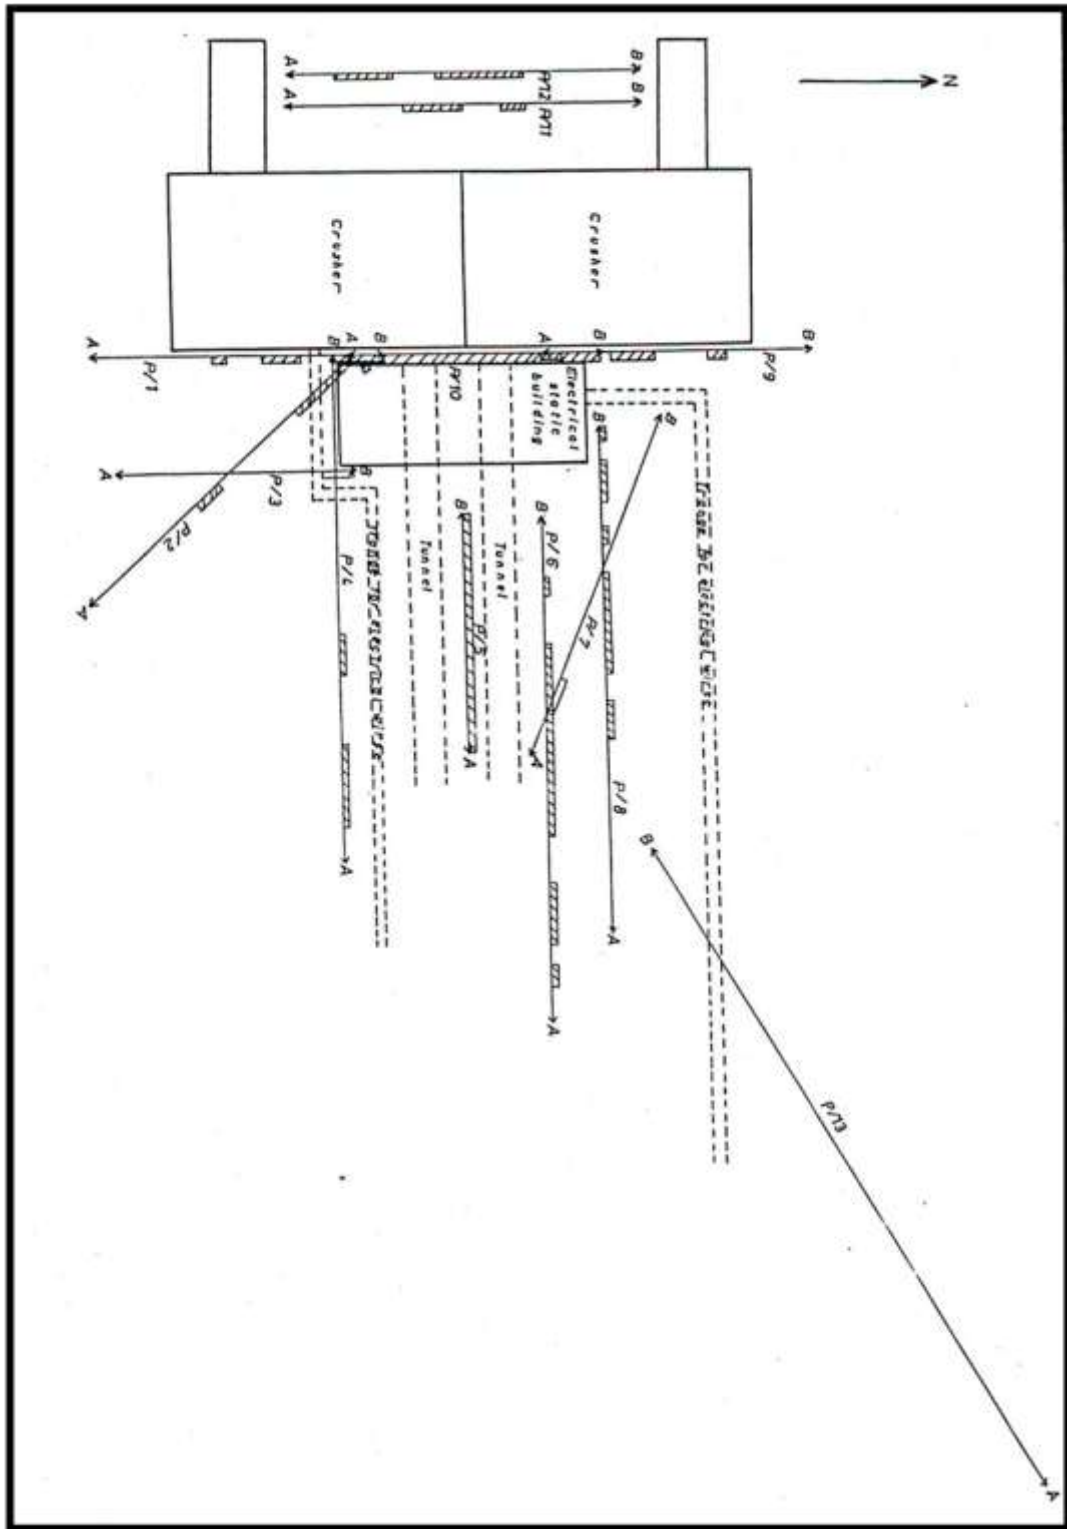 N
A
B
P/12
A
B
P/11
Crusher
Crusher
A
P/1
B
A
B
P/10
A
B
Electrical
static
building
P/9
B
A
P/3
B
P/2
A
P/4
A
Tunnel
B
P/5
A
Tunnel
B
P/6
A
B
P/7
A
B
P/8
A
B
P/13
A